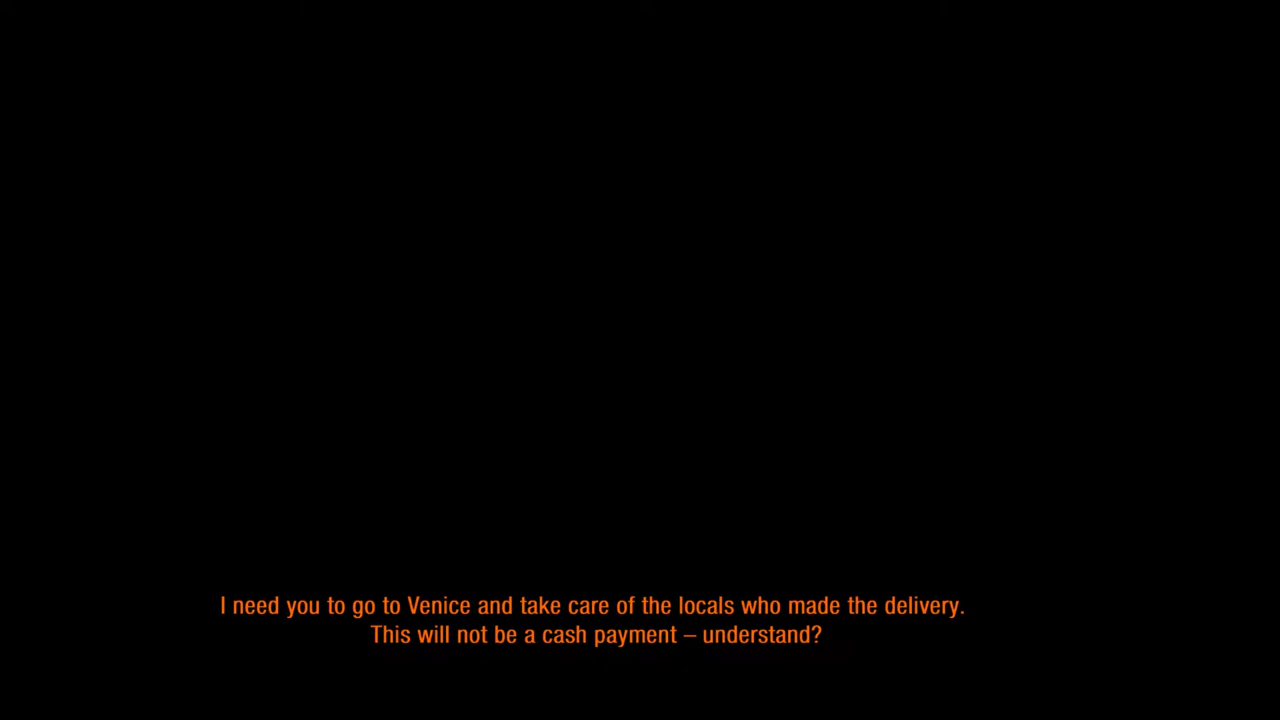 I need you to go to Venice and take care of the locals who made the delivery.
This will not be a cash payment – understand?